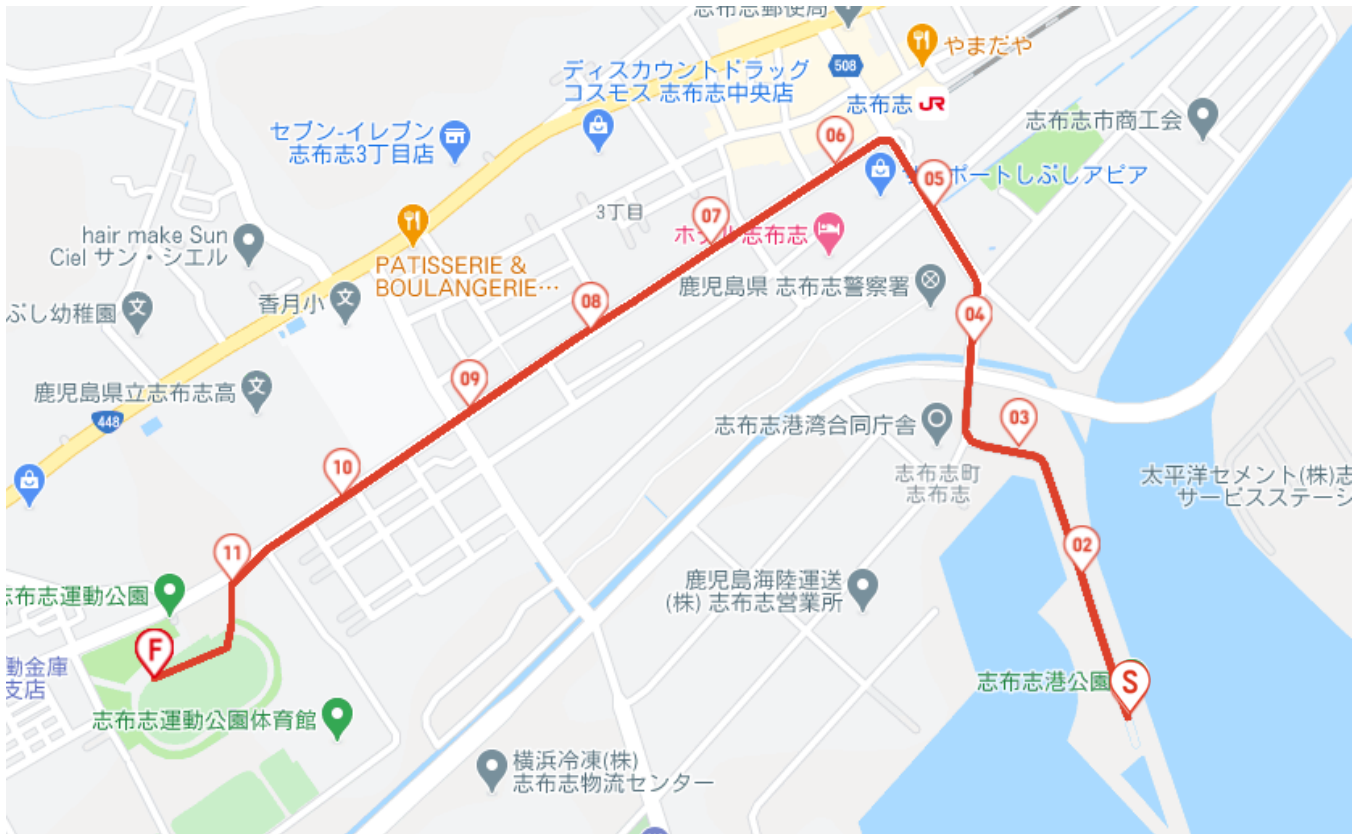 志布志郵便局
やまだや
508
ディスカウントドラッグ
コスモス 志布志中央店
志布志
JR
志布志市商工会
セブン-イレブン
志布志3丁目店
06
05
ポートしぶしアピア
3丁目
07
志布志
hair make Sun
Ciel サン・シエル
PATISSERIE &
BOULANGERIE…
鹿児島県 志布志警察署
香月小
08
04
ぶし幼稚園
鹿児島県立志布志高
09
448
志布志港湾合同庁舎
03
志布志町
志布志
太平洋セメント(株)志
サービスステーシ
10
02
11
鹿児島海陸運送
(株) 志布志営業所
志布志運動公園
F
働金庫
支店
志布志港公園
S
志布志運動公園体育館
横浜冷凍(株)
志布志物流センター